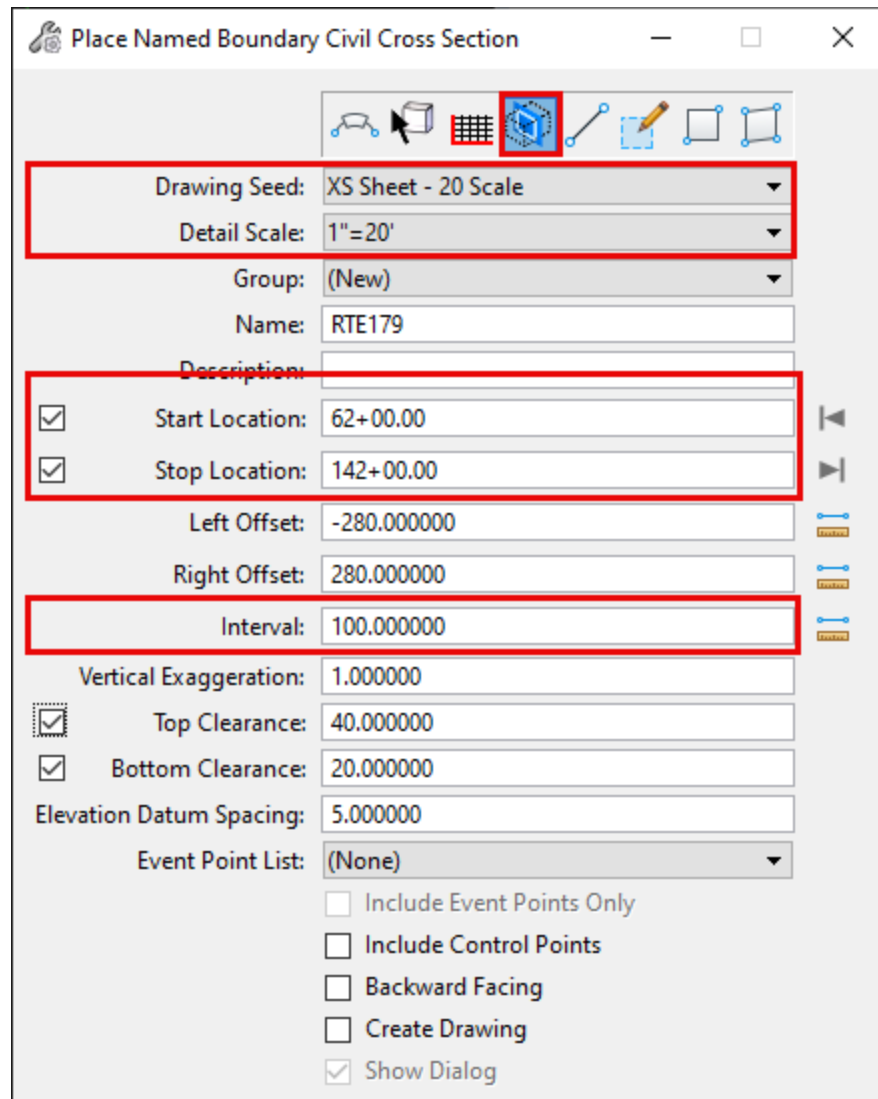 Place Named Boundary Civil Cross Section
Drawing Seed: XS Sheet - 20 Scale
Detail Scale: 1"=20'
Group: (New)
Name: RTE179
Description:
Start Location: 62+00.00
Stop Location: 142+00.00
Left Offset: -280.000000
Right Offset: 280.000000
Interval: 100.000000
Vertical Exaggeration: 1.000000
Top Clearance: 40.000000
Bottom Clearance: 20.000000
Elevation Datum Spacing: 5.000000
Event Point List: (None)
Include Event Points Only
Include Control Points
Backward Facing
Create Drawing
Show Dialog